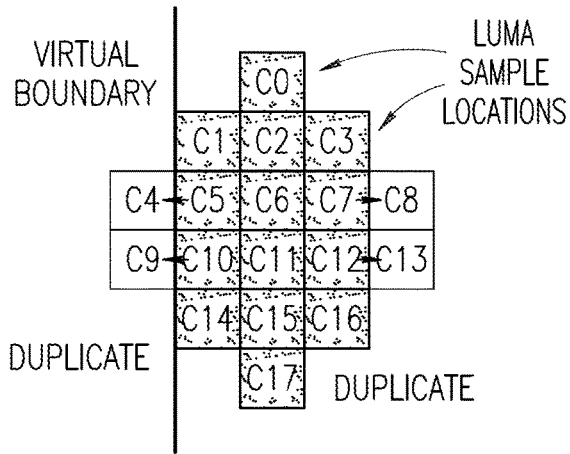 VIRTUAL
BOUNDARY
LUMA
SAMPLE
LOCATIONS
C0
C1 C2 C3
C4 C5 C6 C7 C8
C9 C10 C11 C12 C13
C14 C15 C16
C17
DUPLICATE
DUPLICATE